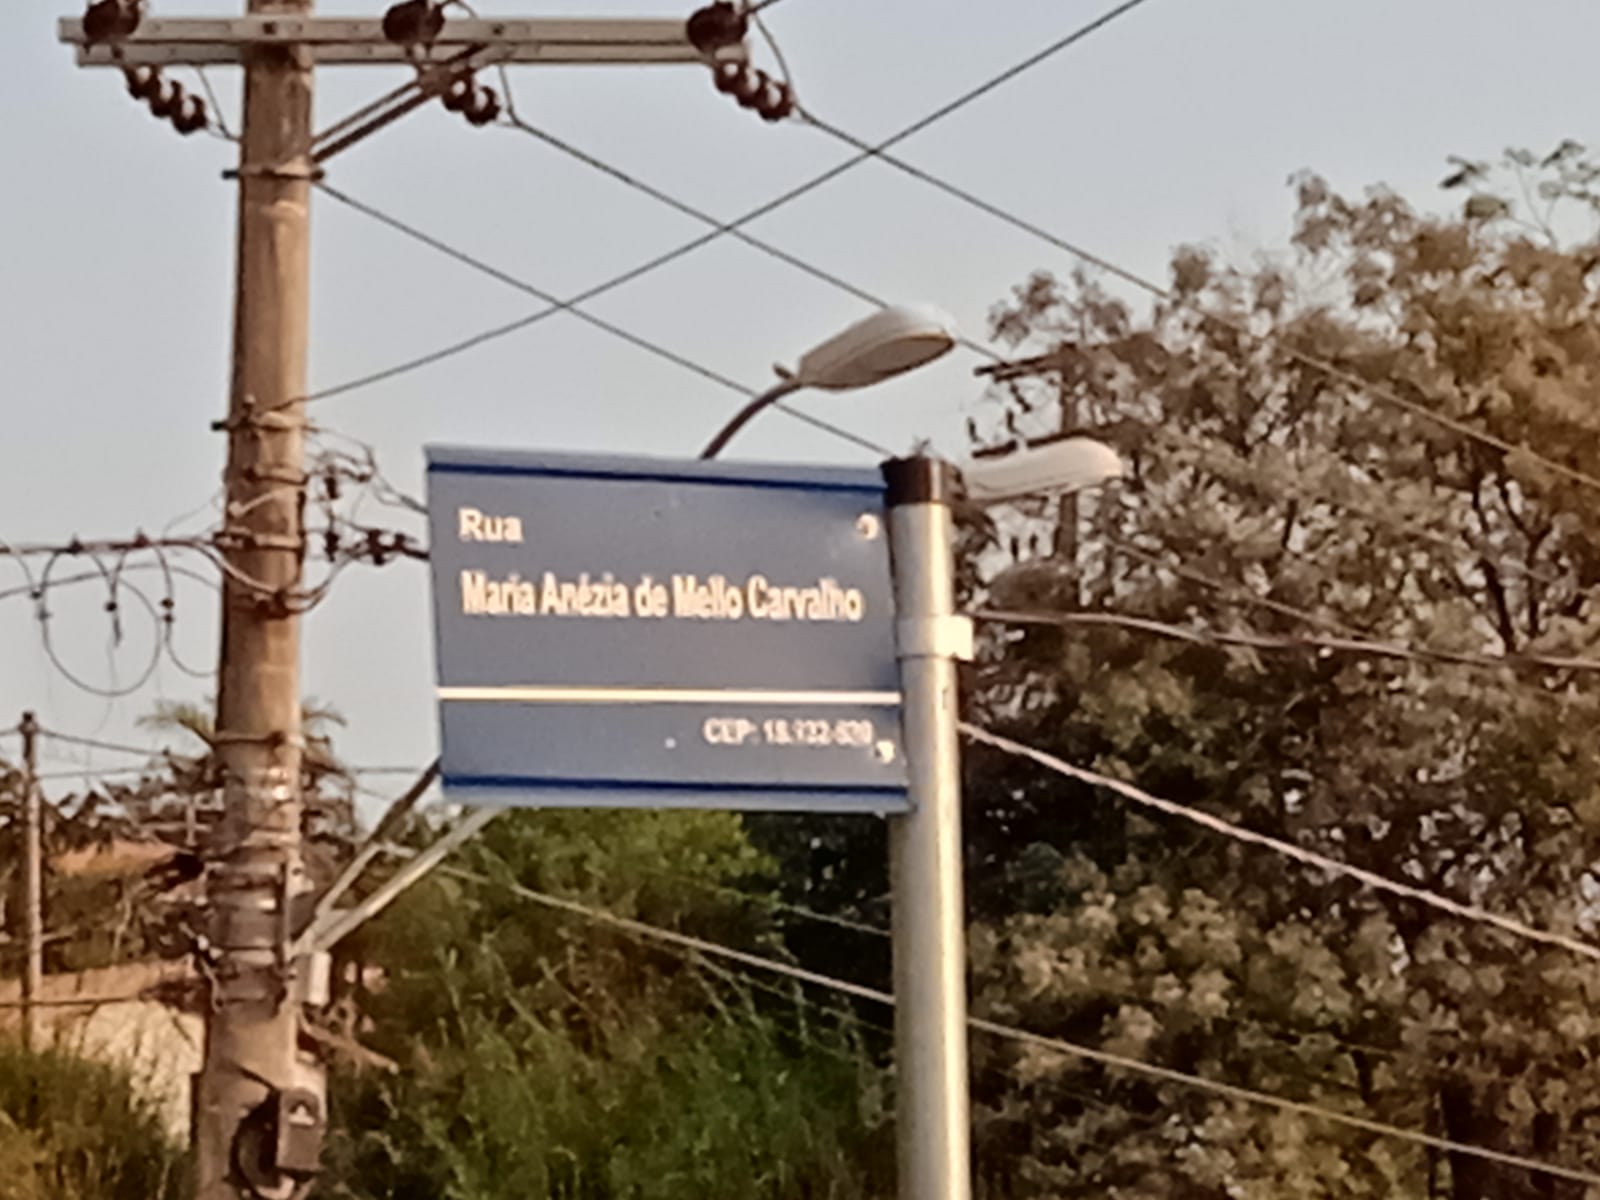 Rua
Maria Anézia de Mello Carvalho
CEP: